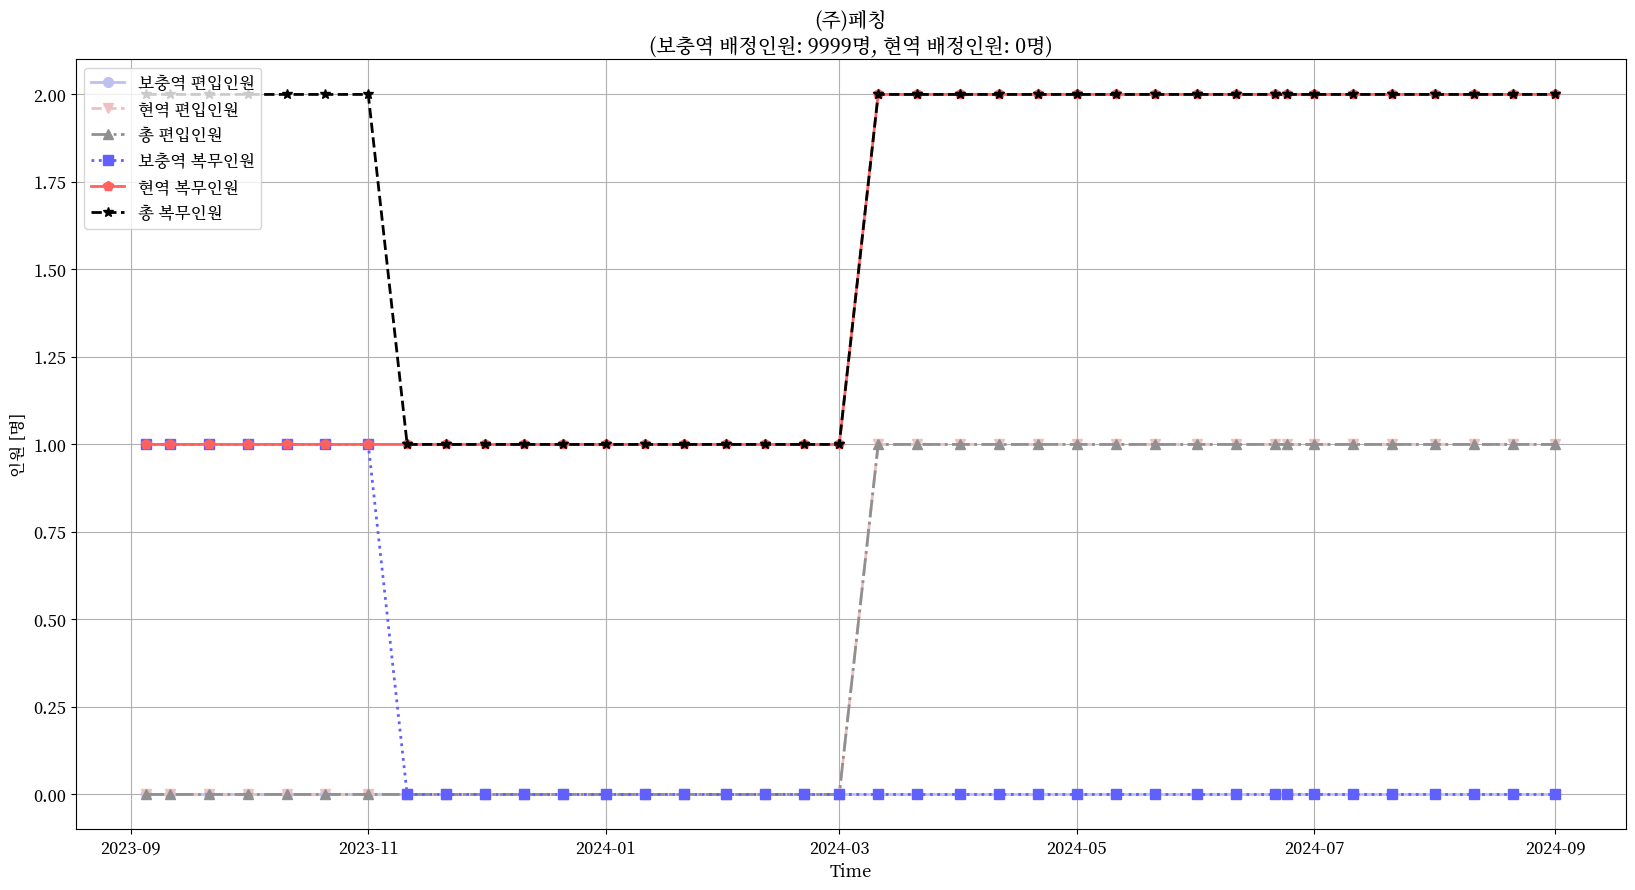 (주)페칭
(보충역 배정인원: 9999명, 현역 배정인원: 0명)
보충역 편입인원
현역 편입인원
총 편입인원
보충역 복무인원
현역 복무인원
총 복무인원
인원 [명]
2.00
1.75
1.50
1.25
1.00
0.75
0.50
0.25
0.00
2023-09
2023-11
2024-01
2024-03
2024-05
2024-07
2024-09
Time